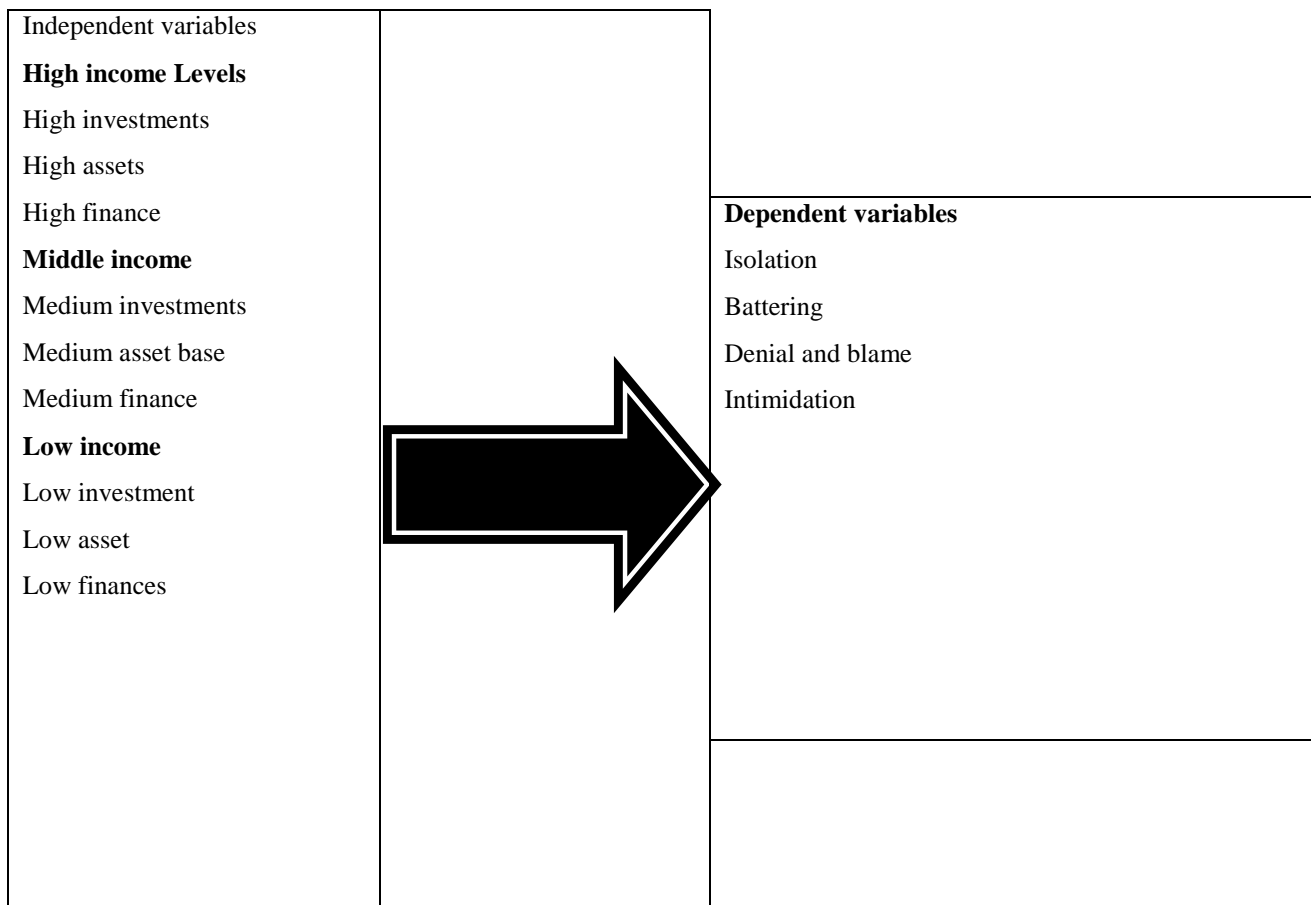 Independent variables
High income Levels
High investments
High assets
High finance
Middle income
Medium investments
Medium asset base
Medium finance
Low income
Low investment
Low asset
Low finances
Dependent variables
Isolation
Battering
Denial and blame
Intimidation